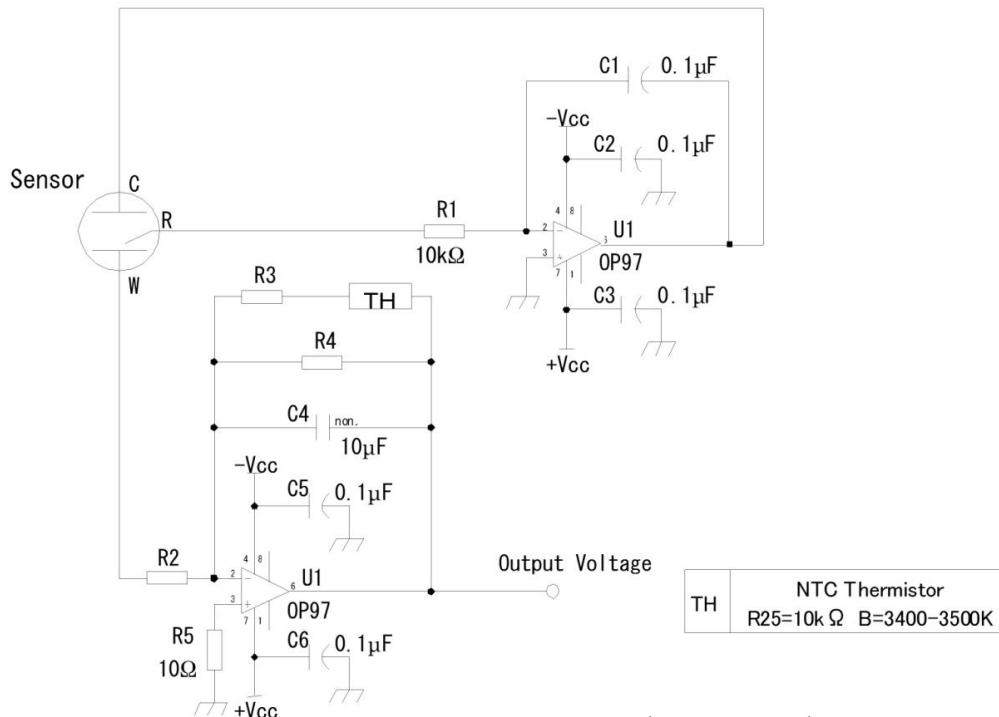 C1 0.1μF
-Vcc
C2 0.1μF
Sensor
C
R
W
R1
10kΩ
4 8
2
3
6
7 1
U1
OP97
C3 0.1μF
+Vcc
R3
TH
R4
C4 non.
10μF
-Vcc
C5 0.1μF
R2
4 8
2
3
6
7 1
U1
OP97
R5
10Ω
C6 0.1μF
+Vcc
Output Voltage
TH
NTC Thermistor
R25=10kΩ B=3400-3500K